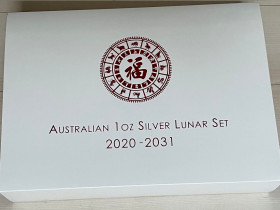 福
AUSTRALIAN 1OZ SILVER LUNAR SET
2020-2031